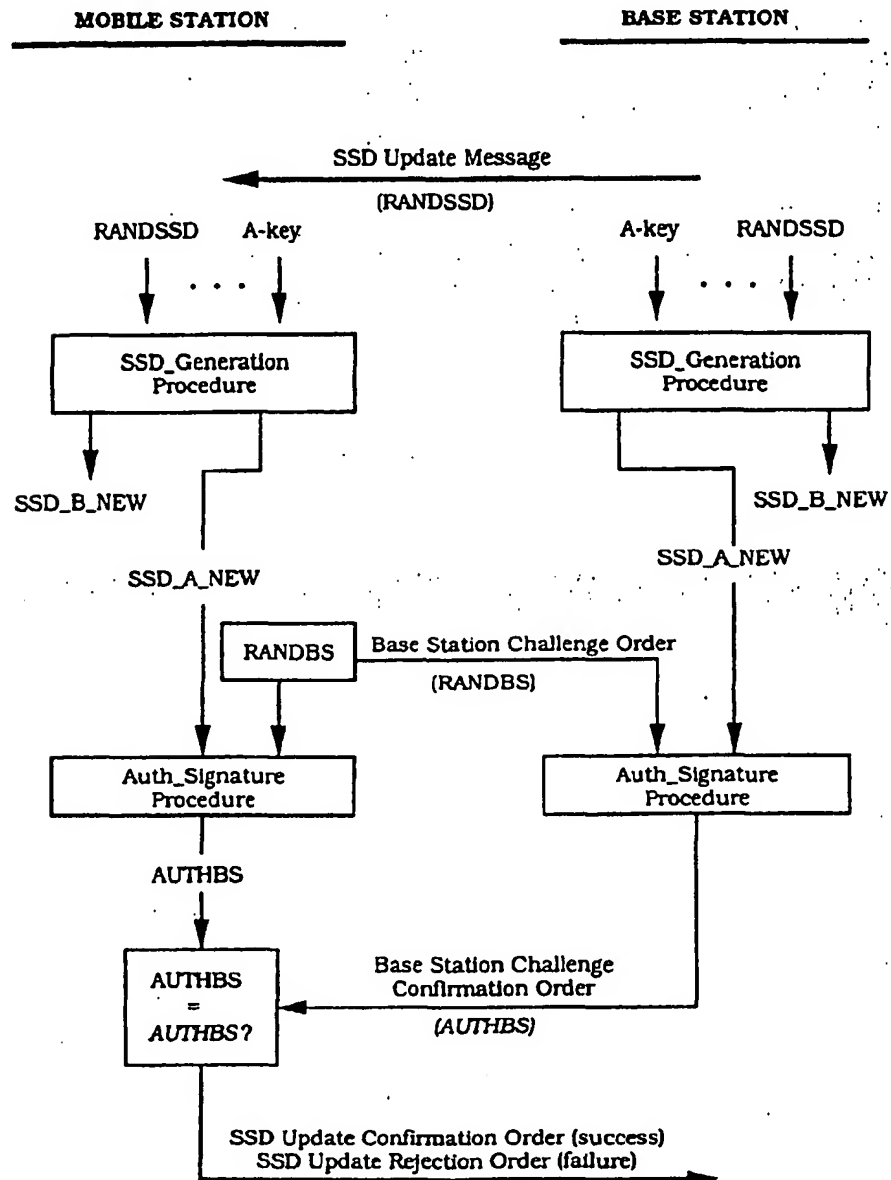 MOBILE STATION
BASE STATION
SSD Update Message
(RANDSSD)
RANDSSD
A-key
A-key
RANDSSD
SSD_Generation
Procedure
SSD_Generation
Procedure
SSD_B_NEW
SSD_B_NEW
SSD_A_NEW
SSD_A_NEW
RANDBS
Base Station Challenge Order
(RANDBS)
Auth_Signature
Procedure
Auth_Signature
Procedure
AUTHBS
AUTHBS
=
AUTHBS?
Base Station Challenge
Confirmation Order
(AUTHBS)
SSD Update Confirmation Order (success)
SSD Update Rejection Order (failure)